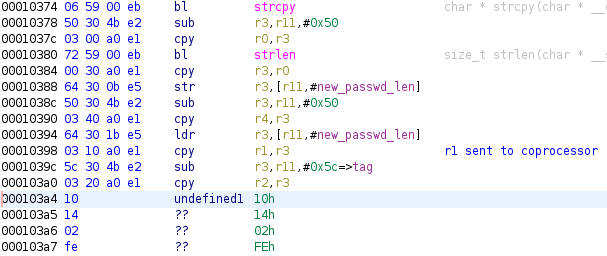 00010374 06 59 00 eb bl strcpy char * strcpy(char * __
00010378 50 30 4b e2 sub r3,r11,#0x50
0001037c 03 00 a0 e1 cpy r0,r3
00010380 72 59 00 eb bl strlen size_t strlen(char * __s
00010384 00 30 a0 e1 cpy r3,r0
00010388 64 30 0b e5 str r3,[r11,#new_passwd_len]
0001038c 50 30 4b e2 sub r3,r11,#0x50
00010390 03 40 a0 e1 cpy r4,r3
00010394 64 30 1b e5 ldr r3,[r11,#new_passwd_len]
00010398 03 10 a0 e1 cpy r1,r3 r1 sent to coprocessor
0001039c 5c 30 4b e2 sub r3,r11,#0x5c=>tag
000103a0 03 20 a0 e1 cpy r2,r3
000103a4 10 undefined1 10h
000103a5 14 ?? 14h
000103a6 02 ?? 02h
000103a7 fe ?? FEh